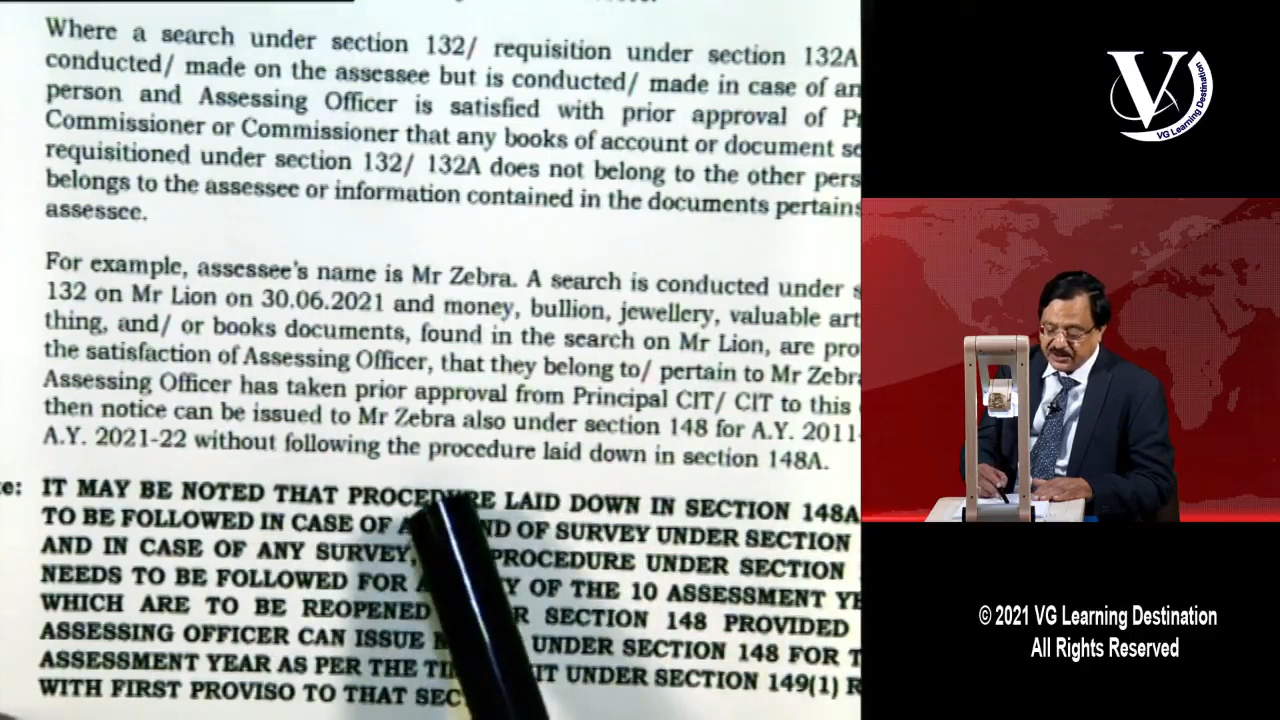 Where a search under section 132/ requisition under section 132A
conducted/ made on the assessee but is conducted/ made in case of an
person and Assessing Officer is satisfied with prior approval of Pr
Commissioner or Commissioner that any books of account or document se
requisitioned under section 132/ 132A does not belong to the other pers
belongs to the assessee or information contained in the documents pertains
assessee.
For example, assessee's name is Mr Zebra. A search is conducted under s
132 on Mr Lion on 30.06.2021 and money, bullion, jewellery, valuable art
thing, and/ or books documents, found in the search on Mr Lion, are pro
the satisfaction of Assessing Officer, that they belong to/ pertain to Mr Zebra
Assessing Officer has taken prior approval from Principal CIT/ CIT to this
then notice can be issued to Mr Zebra also under section 148 for A.Y. 2011-
A.Y. 2021-22 without following the procedure laid down in section 148A.
te: IT MAY BE NOTED THAT PROCEDURE LAID DOWN IN SECTION 148A
TO BE FOLLOWED IN CASE OF OF SURVEY UNDER SECTION
AND IN CASE OF ANY SURVEY, PROCEDURE UNDER SECTION
NEEDS TO BE FOLLOWED FOR OF THE 10 ASSESSMENT YE
WHICH ARE TO BE REOPENED SECTION 148 PROVIDED
ASSESSING OFFICER CAN ISSUE UNDER SECTION 148 FOR T
ASSESSMENT YEAR AS PER THE UNDER SECTION 149(1) R
WITH FIRST PROVISO TO THAT SEC
V
VG Learning Destination
© 2021 VG Learning Destination
All Rights Reserved